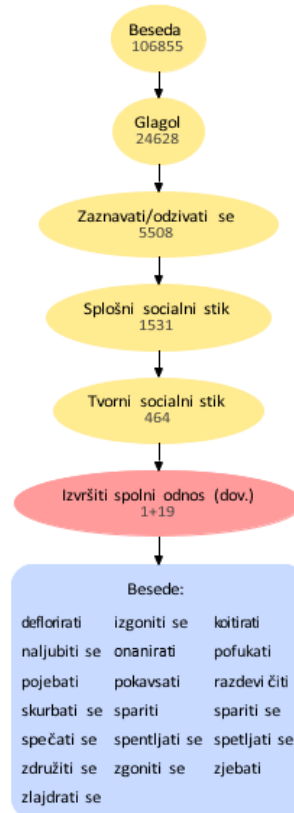 Beseda
106855
Glagol
24628
Zaznavati/odzivati se
5508
Splošni socialni stik
1531
Tvorni socialni stik
464
Izvršiti spolni odnos (dov.)
1+19
Besede:
deflorirati izgoniti se koitirati
naljubiti se onanirati pofukati
pojebati pokavsati razdevi čiti
skurbati se spariti spariti se
spečati se spentljati se spetljati se
združiti se zgoniti se zjebati
zlajdrati se